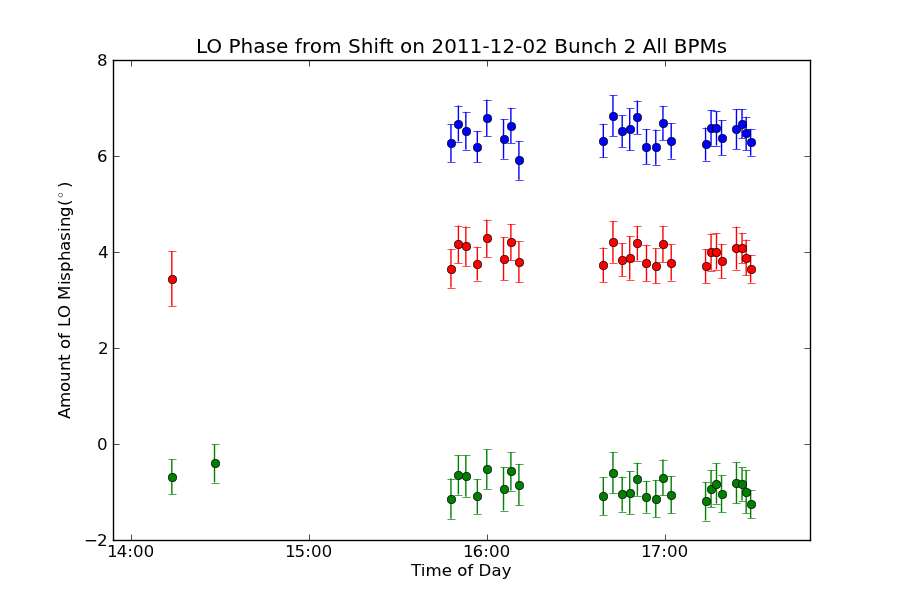 LO Phase from Shift on 2011-12-02 Bunch 2 All BPMs
8
6
4
2
0
−2
Amount of LO Misphasing(°)
14:00 15:00 16:00 17:00
Time of Day